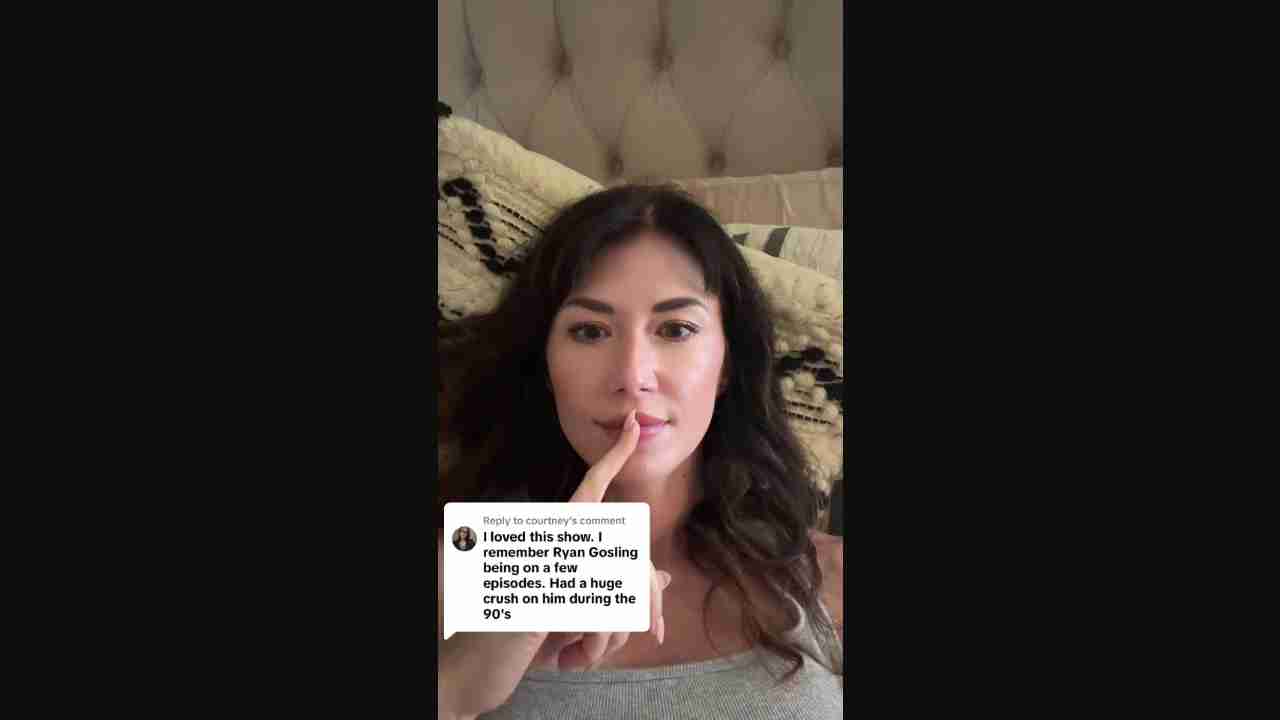 Reply to courtney's comment
I loved this show. I
remember Ryan Gosling
being on a few
episodes. Had a huge
crush on him during the
90's